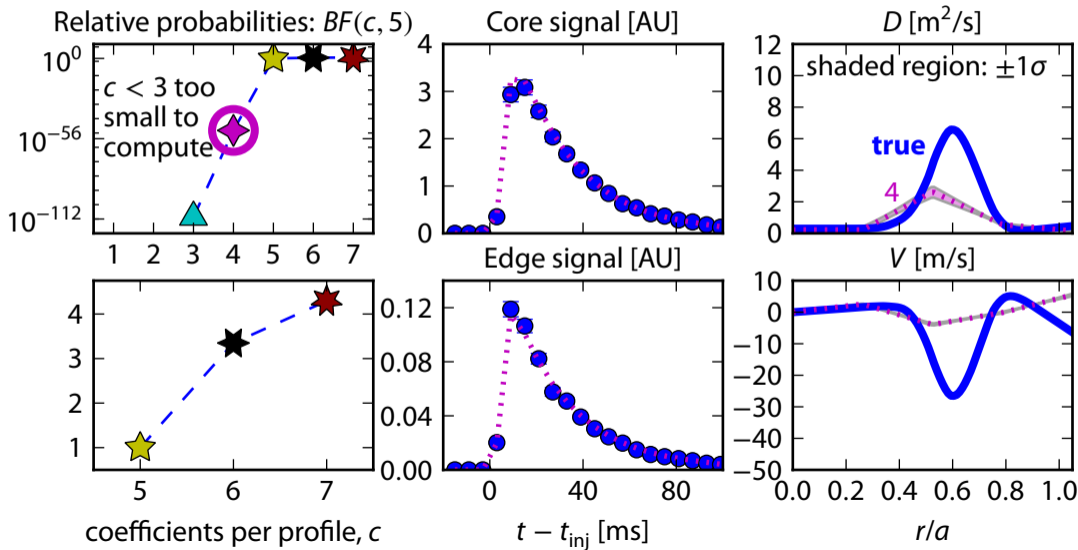 Relative probabilities: BF(c, 5)
10⁰
10⁻⁵⁶
10⁻¹¹²
c < 3 too
small to
compute
1 2 3 4 5 6 7
4
3
2
1
5 6 7
coefficients per profile, c
Core signal [AU]
4
3
2
1
0
Edge signal [AU]
0.12
0.08
0.04
0.00
0 40 80
t − t_inj [ms]
D [m²/s]
12
10
8
6
4
2
0
shaded region: ±1σ
true
4
V [m/s]
10
0
−10
−20
−30
−40
−50
0.0 0.2 0.4 0.6 0.8 1.0
r/a